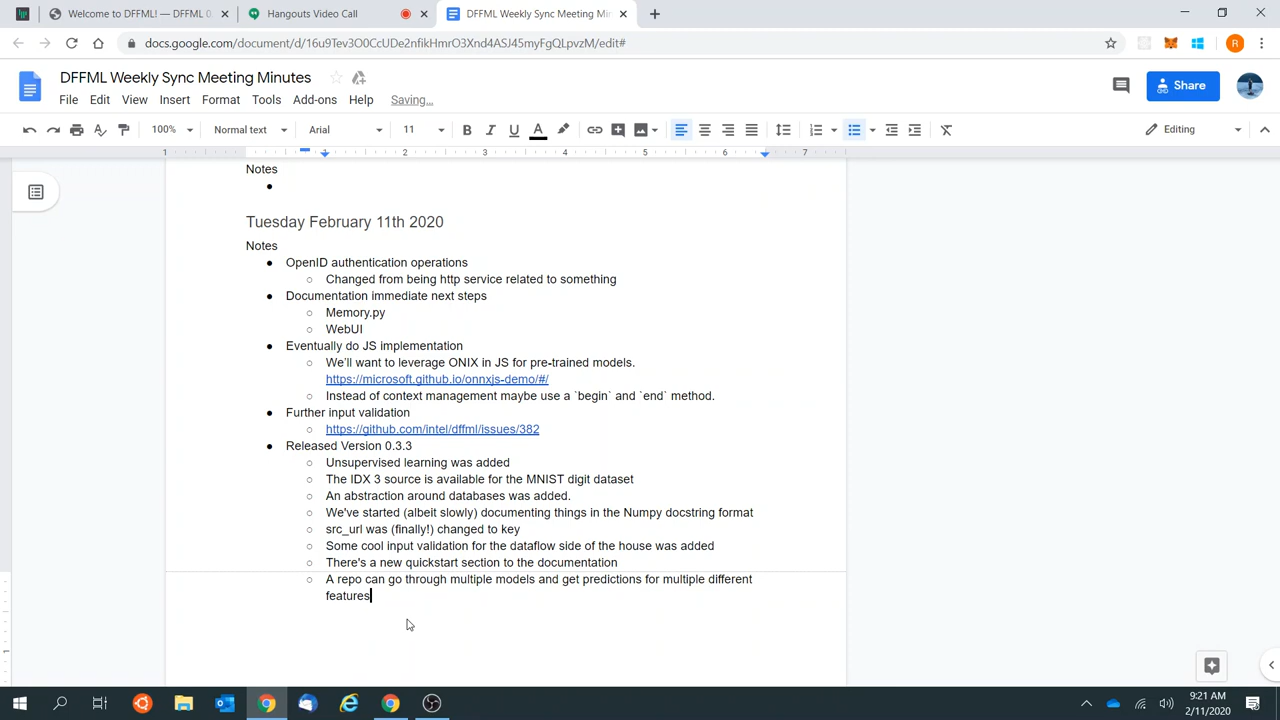 Welcome to DFFML! — DFFML 0.
Hangouts Video Call
DFFML Weekly Sync Meeting Min
docs.google.com/document/d/16u9Tev3O0CcUDe2nfikHmrO3Xnd4ASJ45myFgQLpvzM/edit#
R
DFFML Weekly Sync Meeting Minutes
File Edit View Insert Format Tools Add-ons Help Saving...
Share
100% Normal text Arial 11 B I U A Editing
1 1 2 3 4 5 6 7
Notes
Tuesday February 11th 2020
Notes
OpenID authentication operations
Changed from being http service related to something
Documentation immediate next steps
Memory.py
WebUI
Eventually do JS implementation
We'll want to leverage ONIX in JS for pre-trained models.
https://microsoft.github.io/onnxjs-demo/#/
Instead of context management maybe use a `begin` and `end` method.
Further input validation
https://github.com/intel/dffml/issues/382
Released Version 0.3.3
Unsupervised learning was added
The IDX 3 source is available for the MNIST digit dataset
An abstraction around databases was added.
We've started (albeit slowly) documenting things in the Numpy docstring format
src_url was (finally!) changed to key
Some cool input validation for the dataflow side of the house was added
There's a new quickstart section to the documentation
A repo can go through multiple models and get predictions for multiple different
features
9:21 AM
2/11/2020